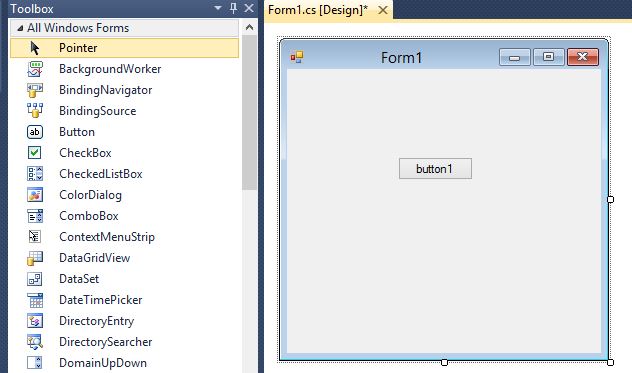 Toolbox
All Windows Forms
Pointer
BackgroundWorker
BindingNavigator
BindingSource
ab
Button
CheckBox
CheckedListBox
ColorDialog
ComboBox
ContextMenuStrip
DataGridView
DataSet
DateTimePicker
DirectoryEntry
DirectorySearcher
DomainUpDown
Form1.cs [Design]*
Form1
button1